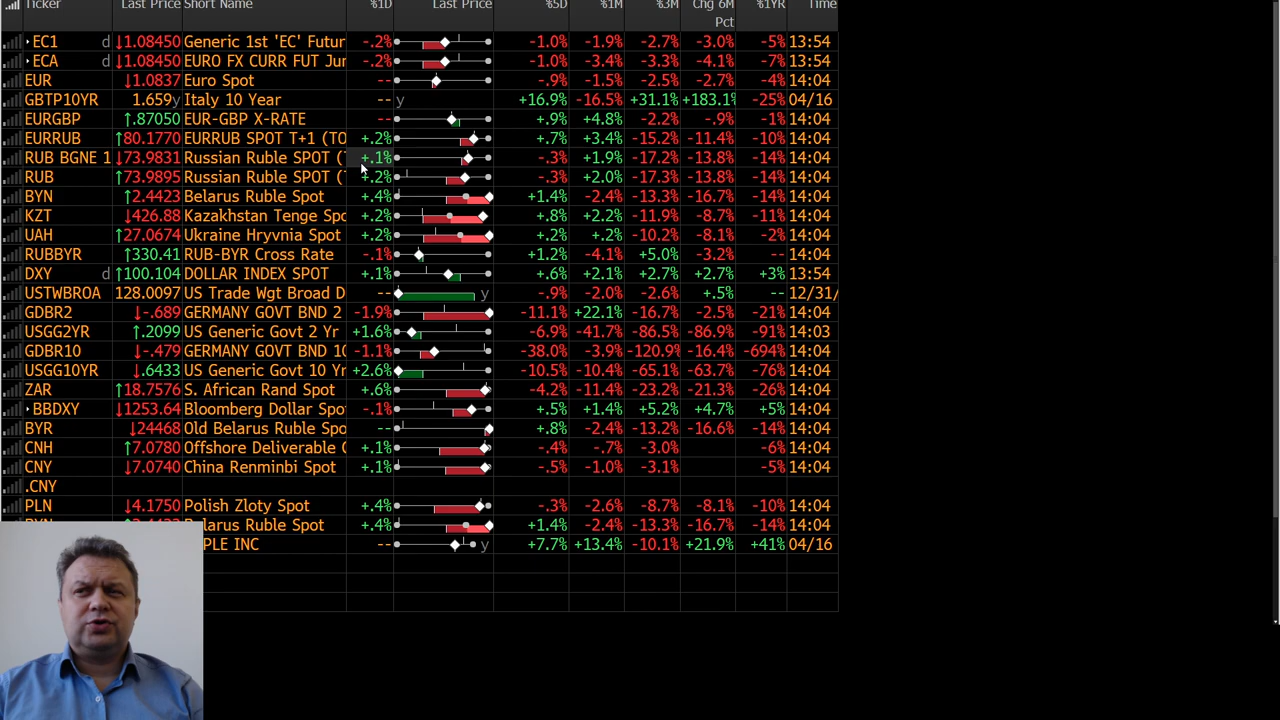 Ticker Last Price Short Name %1D Last Price %5D %1M %3M Chg 6M %1YR Time
Pct
EC1 d ↓1.08450 Generic 1st 'EC' Futur -.2% -1.0% -1.9% -2.7% -3.0% -5% 13:54
ECA d ↓1.08450 EURO FX CURR FUT Jur -.2% -1.0% -3.4% -3.3% -4.1% -7% 13:54
EUR ↓1.0837 Euro Spot -- -.9% -1.5% -2.5% -2.7% -4% 14:04
GBTP10YR 1.659y Italy 10 Year -- y +16.9% -16.5% +31.1% +183.1% -25% 04/16
EURGBP ↑.87050 EUR-GBP X-RATE -- +.9% +4.8% -2.2% -.9% -1% 14:04
EURRUB ↑80.1770 EURRUB SPOT T+1 (TO +.2% +.7% +3.4% -15.2% -11.4% -10% 14:04
RUB BGNE 1 ↓73.9831 Russian Ruble SPOT (T +.1% -.3% +1.9% -17.2% -13.8% -14% 14:04
RUB ↑73.9895 Russian Ruble SPOT (T +.2% -.3% +2.0% -17.3% -13.8% -14% 14:04
BYN ↑2.4423 Belarus Ruble Spot +.4% +1.4% -2.4% -13.3% -16.7% -14% 14:04
KZT ↓426.88 Kazakhstan Tenge Spo +.2% +.8% +2.2% -11.9% -8.7% -11% 14:04
UAH ↑27.0674 Ukraine Hryvnia Spot +.2% +.2% +.2% -10.2% -8.1% -2% 14:04
RUBBYR ↑330.41 RUB-BYR Cross Rate -.1% +1.2% -4.1% +5.0% -3.2% -- 14:04
DXY d ↑100.104 DOLLAR INDEX SPOT +.1% +.6% +2.1% +2.7% +2.7% +3% 13:54
USTWBROA 128.0097 US Trade Wgt Broad D -- y -.9% -2.0% -2.6% +.5% -- 12/31/
GDBR2 ↓-.689 GERMANY GOVT BND 2 -1.9% -11.1% +22.1% -16.7% -2.5% -21% 14:04
USGG2YR ↑.2099 US Generic Govt 2 Yr +1.6% -6.9% -41.7% -86.5% -86.9% -91% 14:03
GDBR10 ↓-.479 GERMANY GOVT BND 10 -1.1% -38.0% -3.9% -120.9% -16.4% -694% 14:04
USGG10YR ↑.6433 US Generic Govt 10 Yr +2.6% -10.5% -10.4% -65.1% -63.7% -76% 14:04
ZAR ↑18.7576 S. African Rand Spot +.6% -4.2% -11.4% -23.2% -21.3% -26% 14:04
BBDXY ↓1253.64 Bloomberg Dollar Spo -.1% +.5% +1.4% +5.2% +4.7% +5% 14:04
BYR ↓24468 Old Belarus Ruble Spo -- +.8% -2.4% -13.2% -16.6% -14% 14:04
CNH ↑7.0780 Offshore Deliverable C +.1% -.4% -.7% -3.0% -6% 14:04
CNY ↓7.0740 China Renminbi Spot +.1% -.5% -1.0% -3.1% -5% 14:04
.CNY
PLN ↓4.1750 Polish Zloty Spot +.4% -.3% -2.6% -8.7% -8.1% -10% 14:04
Belarus Ruble Spot +.4% +1.4% -2.4% -13.3% -16.7% -14% 14:04
PLE INC -- y +7.7% +13.4% -10.1% +21.9% +41% 04/16